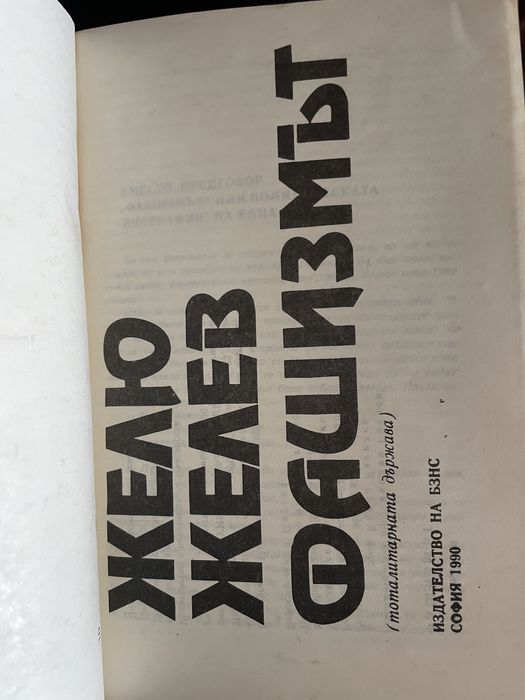 ЖЕЛЮ
ЖЕЛЕВ
ФАШИЗМЪТ
(тоталитарната държава)
ИЗДАТЕЛСТВО НА БЗНС
СОФИЯ 1990